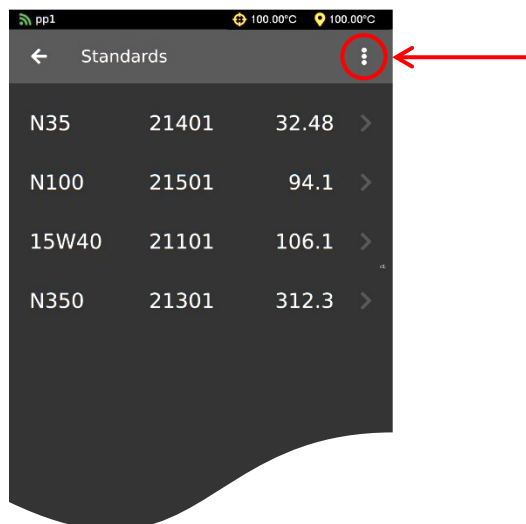 pp1 100.00°C 100.00°C
Standards
N35 21401 32.48
N100 21501 94.1
15W40 21101 106.1
N350 21301 312.3